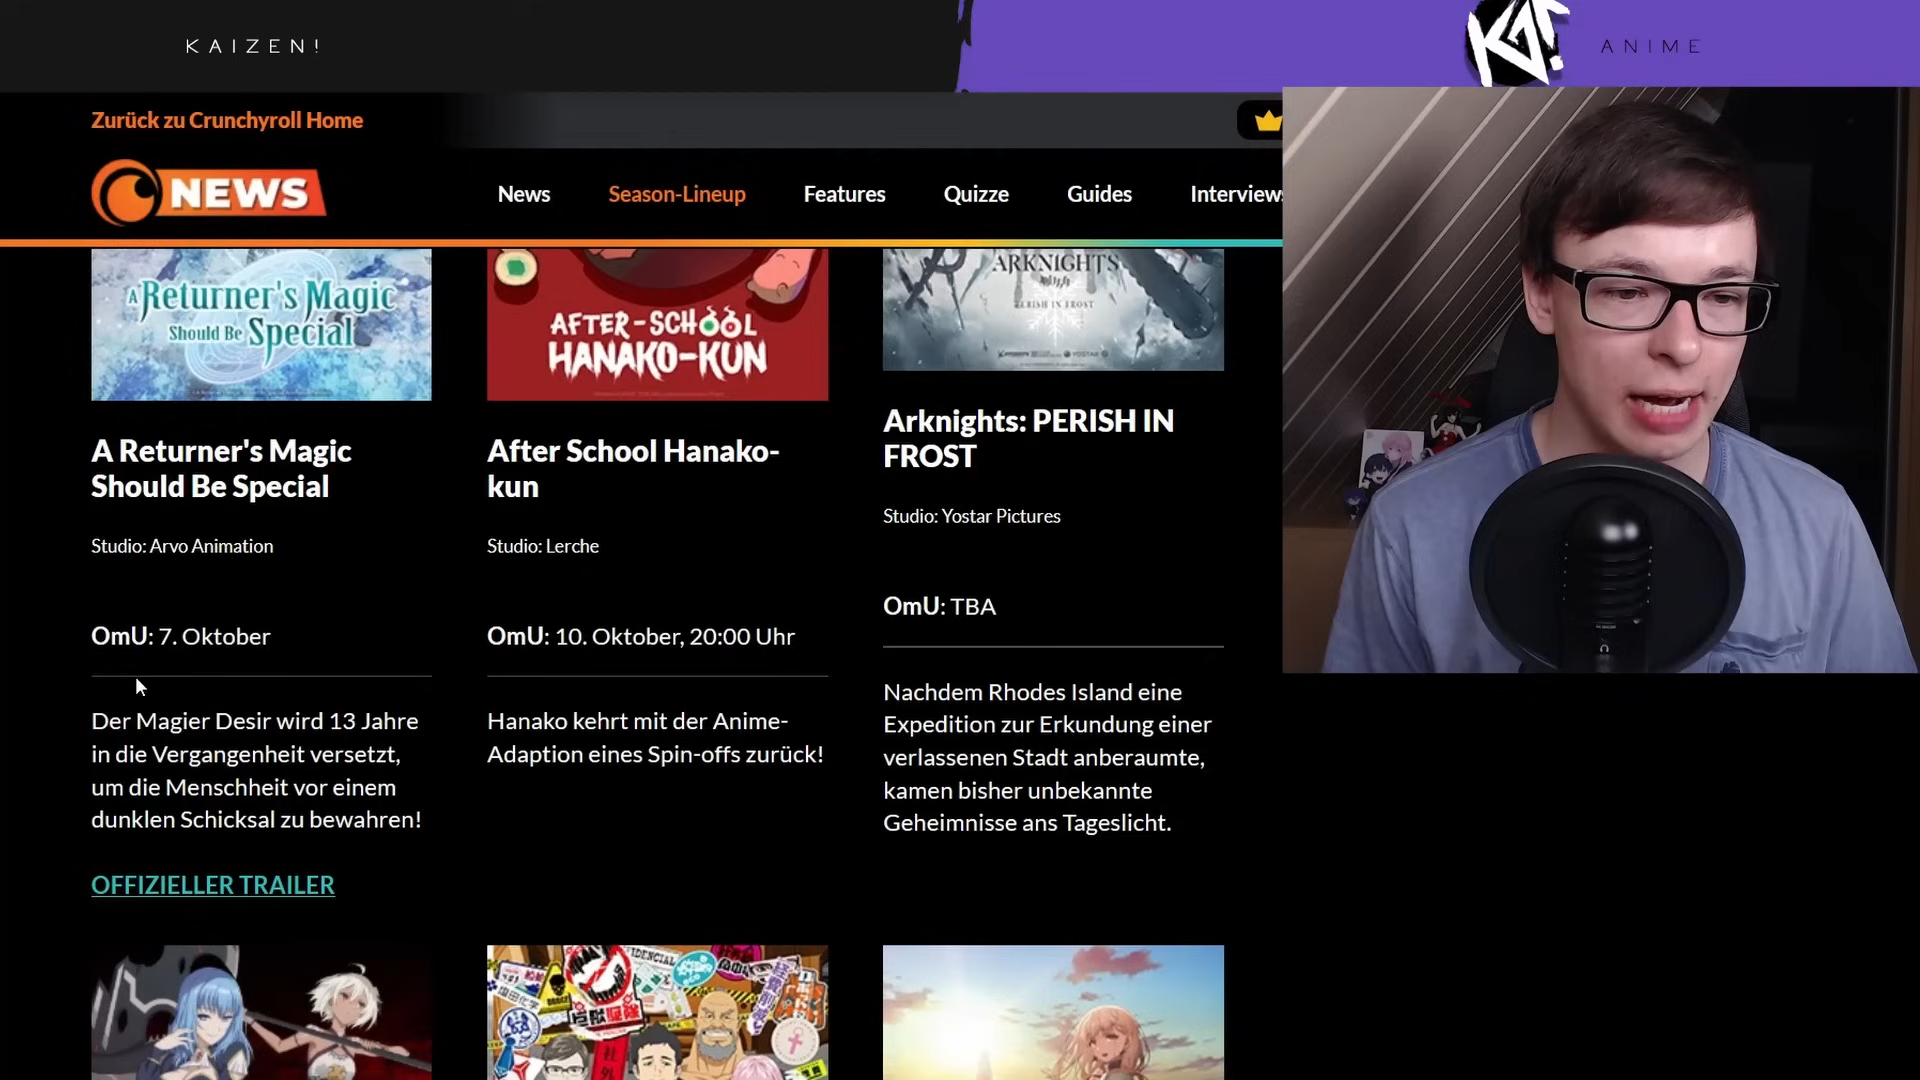 KAIZEN!
KA!
ANIME
Zurück zu Crunchyroll Home
NEWS
News
Season-Lineup
Features
Quizze
Guides
Interviews
A Returner's Magic
Should Be Special
AFTER-SCHOOL
HANAKO-KUN
ARKNIGHTS
PERISH IN FROST
A Returner's Magic
Should Be Special
Studio: Arvo Animation
OmU: 7. Oktober
Der Magier Desir wird 13 Jahre
in die Vergangenheit versetzt,
um die Menschheit vor einem
dunklen Schicksal zu bewahren!
OFFIZIELLER TRAILER
After School Hanako-
kun
Studio: Lerche
OmU: 10. Oktober, 20:00 Uhr
Hanako kehrt mit der Anime-
Adaption eines Spin-offs zurück!
Arknights: PERISH IN
FROST
Studio: Yostar Pictures
OmU: TBA
Nachdem Rhodes Island eine
Expedition zur Erkundung einer
verlassenen Stadt anberaumte,
kamen bisher unbekannte
Geheimnisse ans Tageslicht.